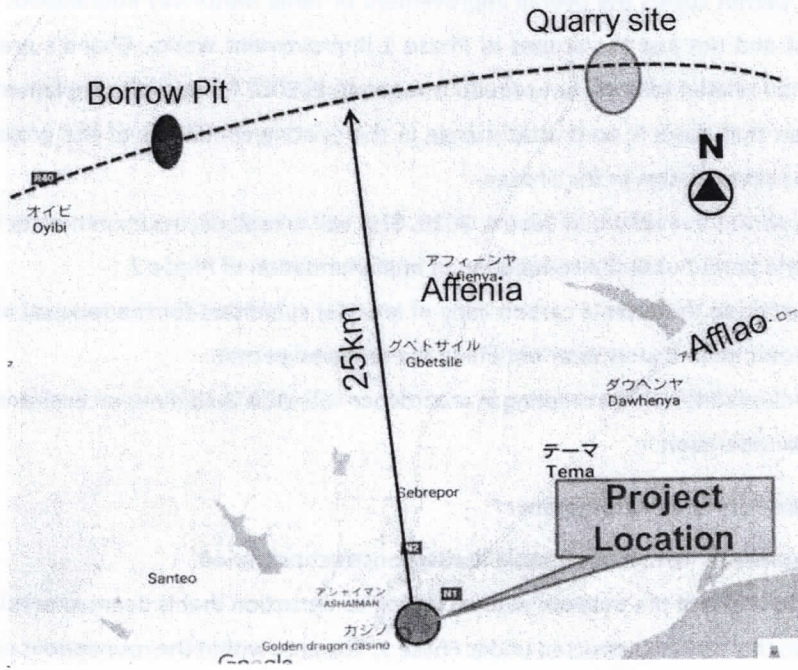 Quarry site
Borrow Pit
N
R40
オイビ
Oyibi
アフィエンヤ
Afienya
Affenia
25km
グベトサイル
Gbetsile
Afflao
ダウヘンヤ
Dawhenya
テーマ
Tema
Sebrepor
Project
Location
Santeo
アシャイマン
ASHAIMAN
N1
カジノ
Golden dragon casino
Google